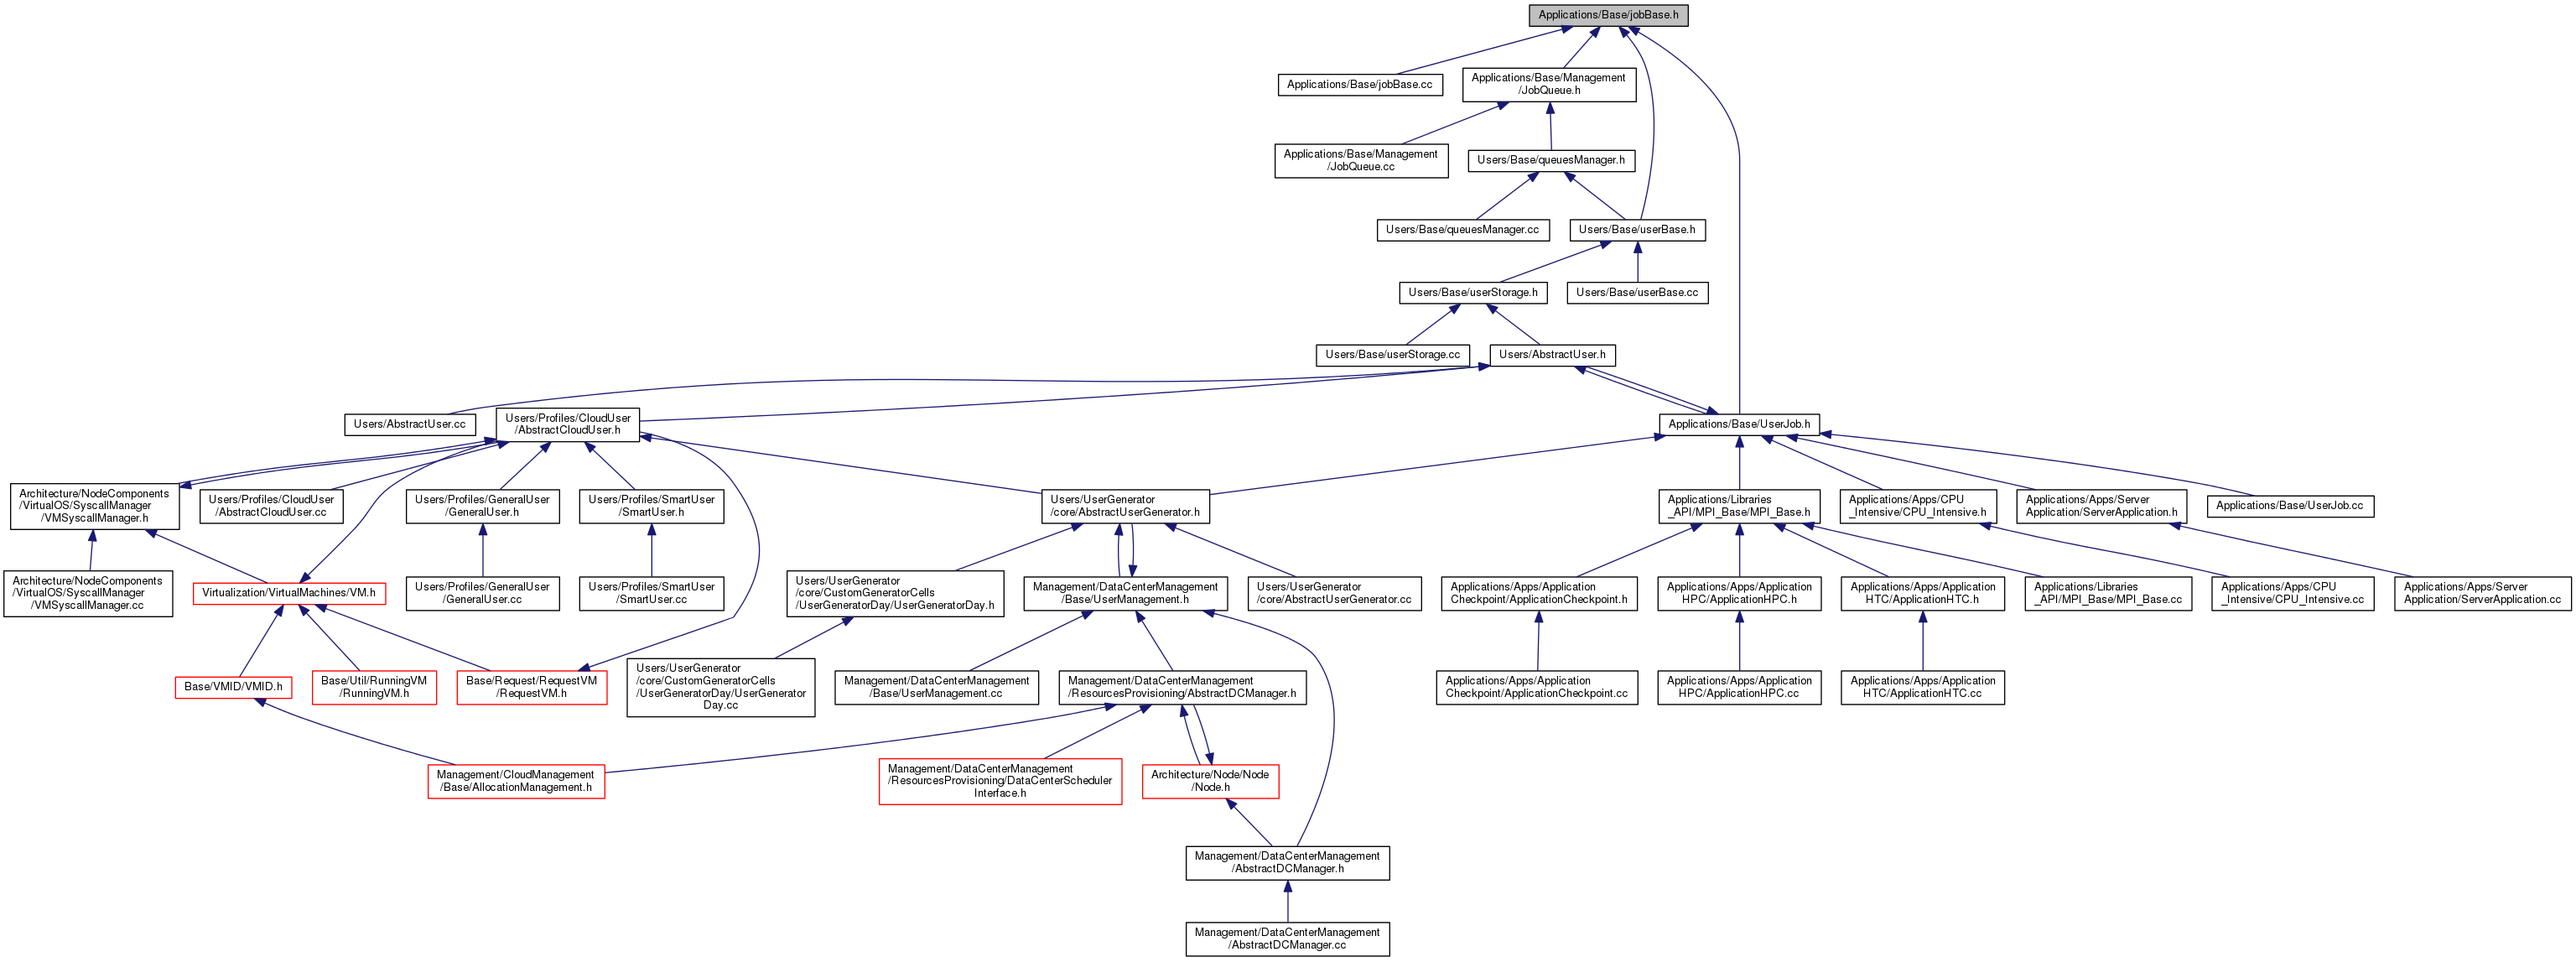 Applications/Base/jobBase.h
Applications/Base/jobBase.cc
Applications/Base/Management
/JobQueue.h
Applications/Base/Management
/JobQueue.cc
Users/Base/queuesManager.h
Users/Base/queuesManager.cc
Users/Base/userBase.h
Users/Base/userStorage.h
Users/Base/userBase.cc
Users/Base/userStorage.cc
Users/AbstractUser.h
Users/AbstractUser.cc
Users/Profiles/CloudUser
/AbstractCloudUser.h
Applications/Base/UserJob.h
Architecture/NodeComponents
/VirtualOS/SyscallManager
/VMSyscallManager.h
Users/Profiles/CloudUser
/AbstractCloudUser.cc
Users/Profiles/GeneralUser
/GeneralUser.h
Users/Profiles/SmartUser
/SmartUser.h
Users/UserGenerator
/core/AbstractUserGenerator.h
Applications/Libraries
_API/MPI_Base/MPI_Base.h
Applications/Apps/CPU
_Intensive/CPU_Intensive.h
Applications/Apps/Server
Application/ServerApplication.h
Applications/Base/UserJob.cc
Architecture/NodeComponents
/VirtualOS/SyscallManager
/VMSyscallManager.cc
Virtualization/VirtualMachines/VM.h
Users/Profiles/GeneralUser
/GeneralUser.cc
Users/Profiles/SmartUser
/SmartUser.cc
Users/UserGenerator
/core/CustomGeneratorCells
/UserGeneratorDay/UserGeneratorDay.h
Management/DataCenterManagement
/Base/UserManagement.h
Users/UserGenerator
/core/AbstractUserGenerator.cc
Applications/Apps/Application
Checkpoint/ApplicationCheckpoint.h
Applications/Apps/Application
HPC/ApplicationHPC.h
Applications/Apps/Application
HTC/ApplicationHTC.h
Applications/Libraries
_API/MPI_Base/MPI_Base.cc
Applications/Apps/CPU
_Intensive/CPU_Intensive.cc
Applications/Apps/Server
Application/ServerApplication.cc
Base/VMID/VMID.h
Base/Util/RunningVM
/RunningVM.h
Base/Request/RequestVM
/RequestVM.h
Users/UserGenerator
/core/CustomGeneratorCells
/UserGeneratorDay/UserGenerator
Day.cc
Management/DataCenterManagement
/Base/UserManagement.cc
Management/DataCenterManagement
/ResourcesProvisioning/AbstractDCManager.h
Applications/Apps/Application
Checkpoint/ApplicationCheckpoint.cc
Applications/Apps/Application
HPC/ApplicationHPC.cc
Applications/Apps/Application
HTC/ApplicationHTC.cc
Management/CloudManagement
/Base/AllocationManagement.h
Management/DataCenterManagement
/ResourcesProvisioning/DataCenterScheduler
Interface.h
Architecture/Node/Node
/Node.h
Management/DataCenterManagement
/AbstractDCManager.h
Management/DataCenterManagement
/AbstractDCManager.cc